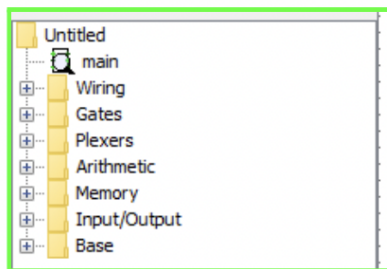 Untitled
main
Wiring
Gates
Plexers
Arithmetic
Memory
Input/Output
Base